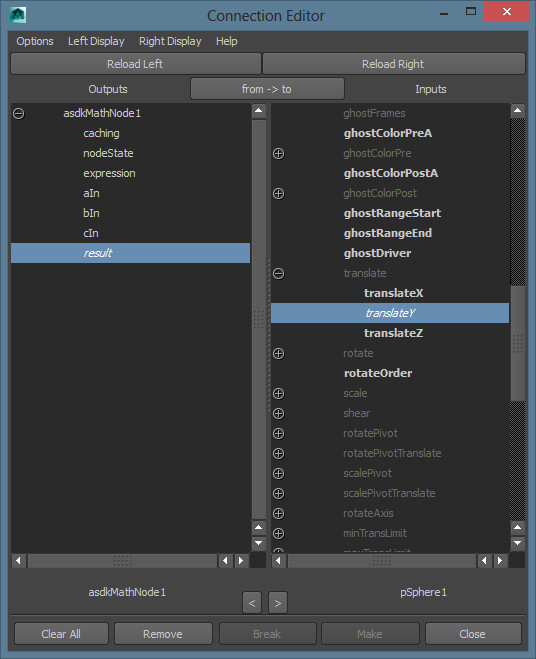 Connection Editor
Options Left Display Right Display Help
Reload Left Reload Right
Outputs from -> to Inputs
asdkMathNode1
caching
nodeState
expression
aIn
bIn
cIn
result
ghostFrames
ghostColorPreA
ghostColorPre
ghostColorPostA
ghostColorPost
ghostRangeStart
ghostRangeEnd
ghostDriver
translate
translateX
translateY
translateZ
rotate
rotateOrder
scale
shear
rotatePivot
rotatePivotTranslate
scalePivot
scalePivotTranslate
rotateAxis
minTransLimit
maxTransLimit
asdkMathNode1 < > pSphere1
Clear All Remove Break Make Close